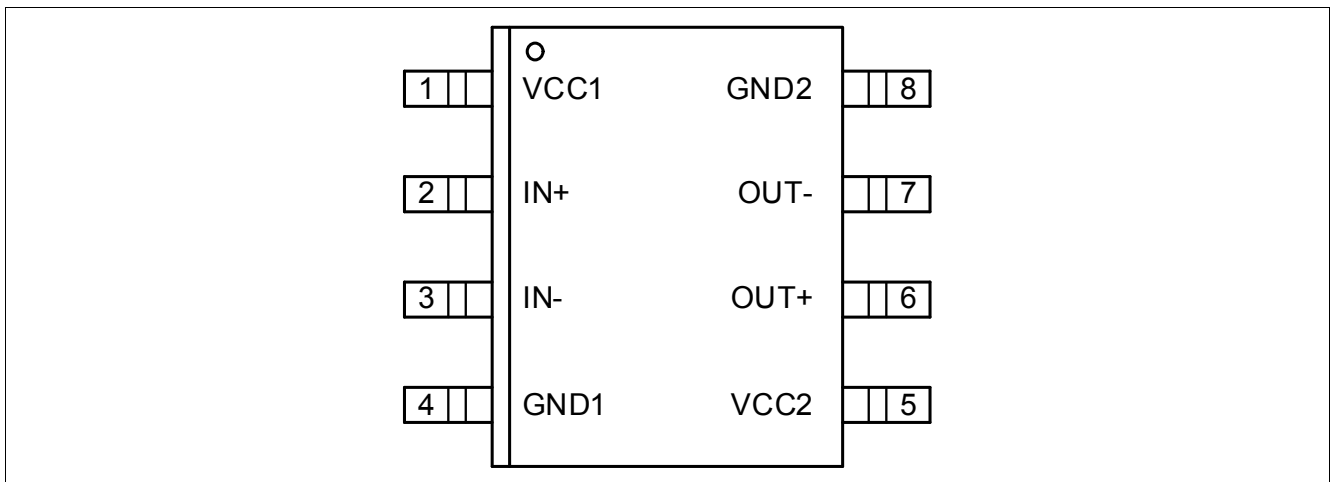 1 VCC1 GND2 8
2 IN+ OUT- 7
3 IN- OUT+ 6
4 GND1 VCC2 5